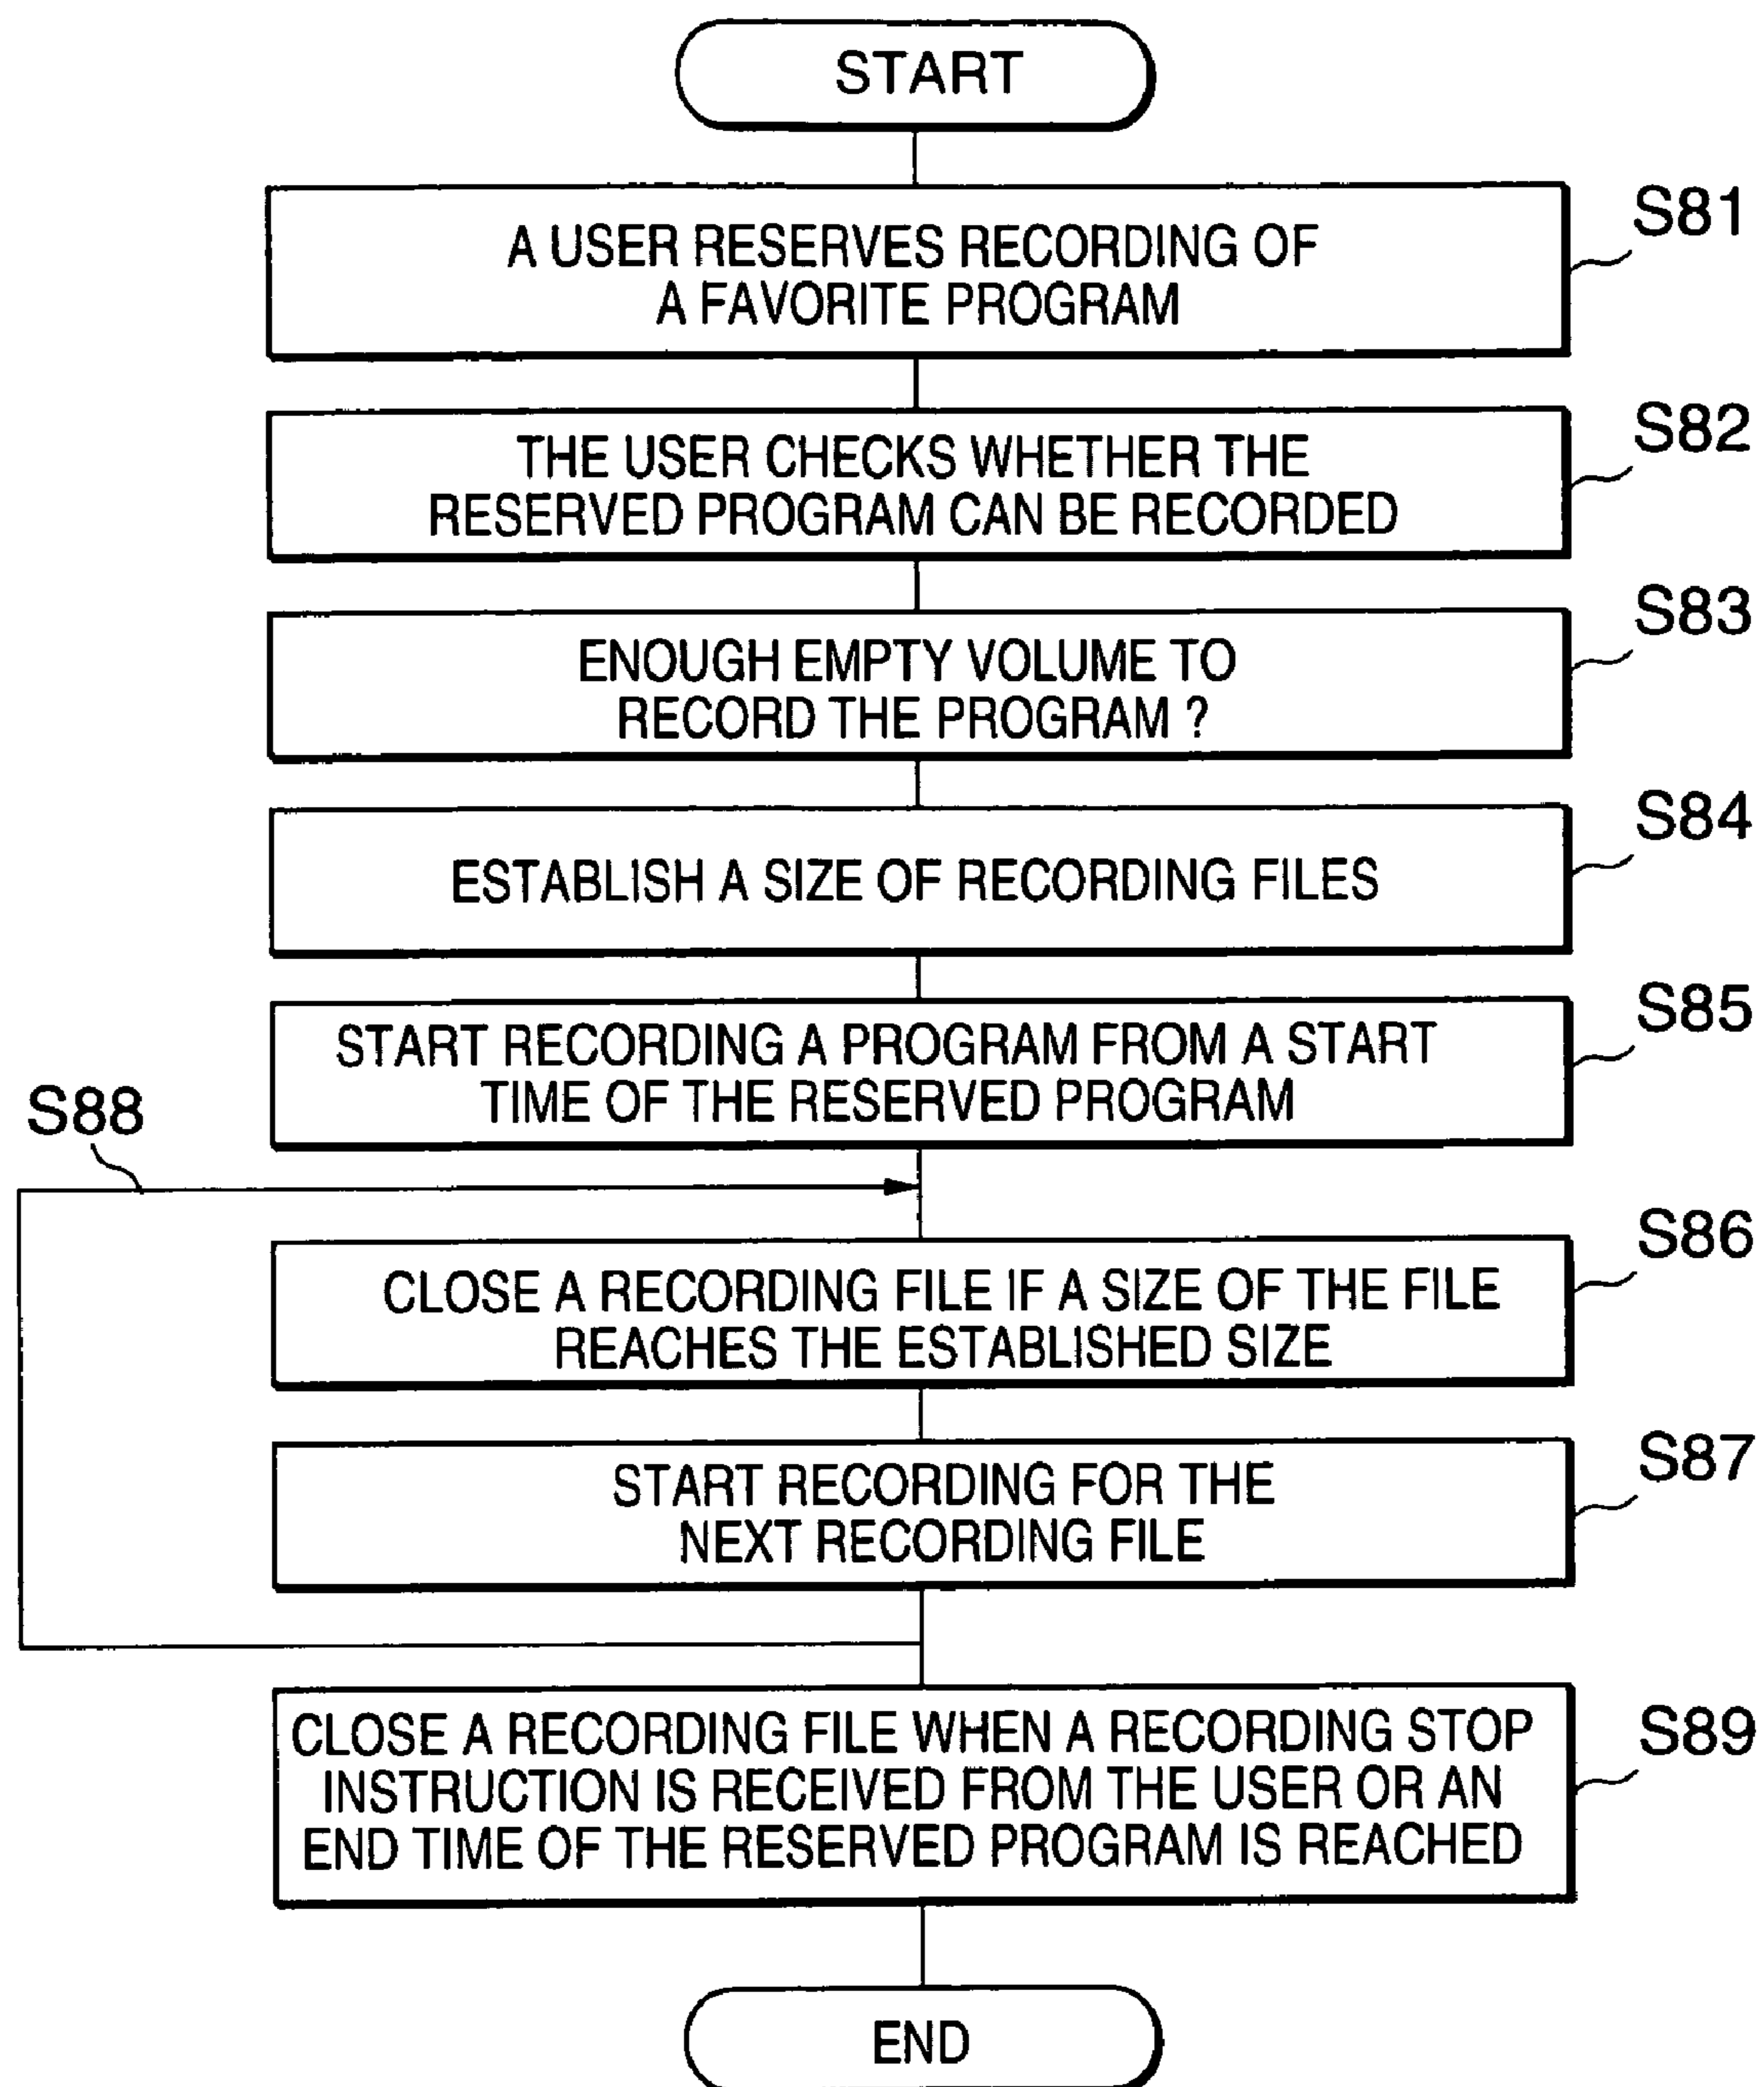 START
A USER RESERVES RECORDING OF
A FAVORITE PROGRAM
S81
THE USER CHECKS WHETHER THE
RESERVED PROGRAM CAN BE RECORDED
S82
ENOUGH EMPTY VOLUME TO
RECORD THE PROGRAM ?
S83
ESTABLISH A SIZE OF RECORDING FILES
S84
START RECORDING A PROGRAM FROM A START
TIME OF THE RESERVED PROGRAM
S85
S88
CLOSE A RECORDING FILE IF A SIZE OF THE FILE
REACHES THE ESTABLISHED SIZE
S86
START RECORDING FOR THE
NEXT RECORDING FILE
S87
CLOSE A RECORDING FILE WHEN A RECORDING STOP
INSTRUCTION IS RECEIVED FROM THE USER OR AN
END TIME OF THE RESERVED PROGRAM IS REACHED
S89
END